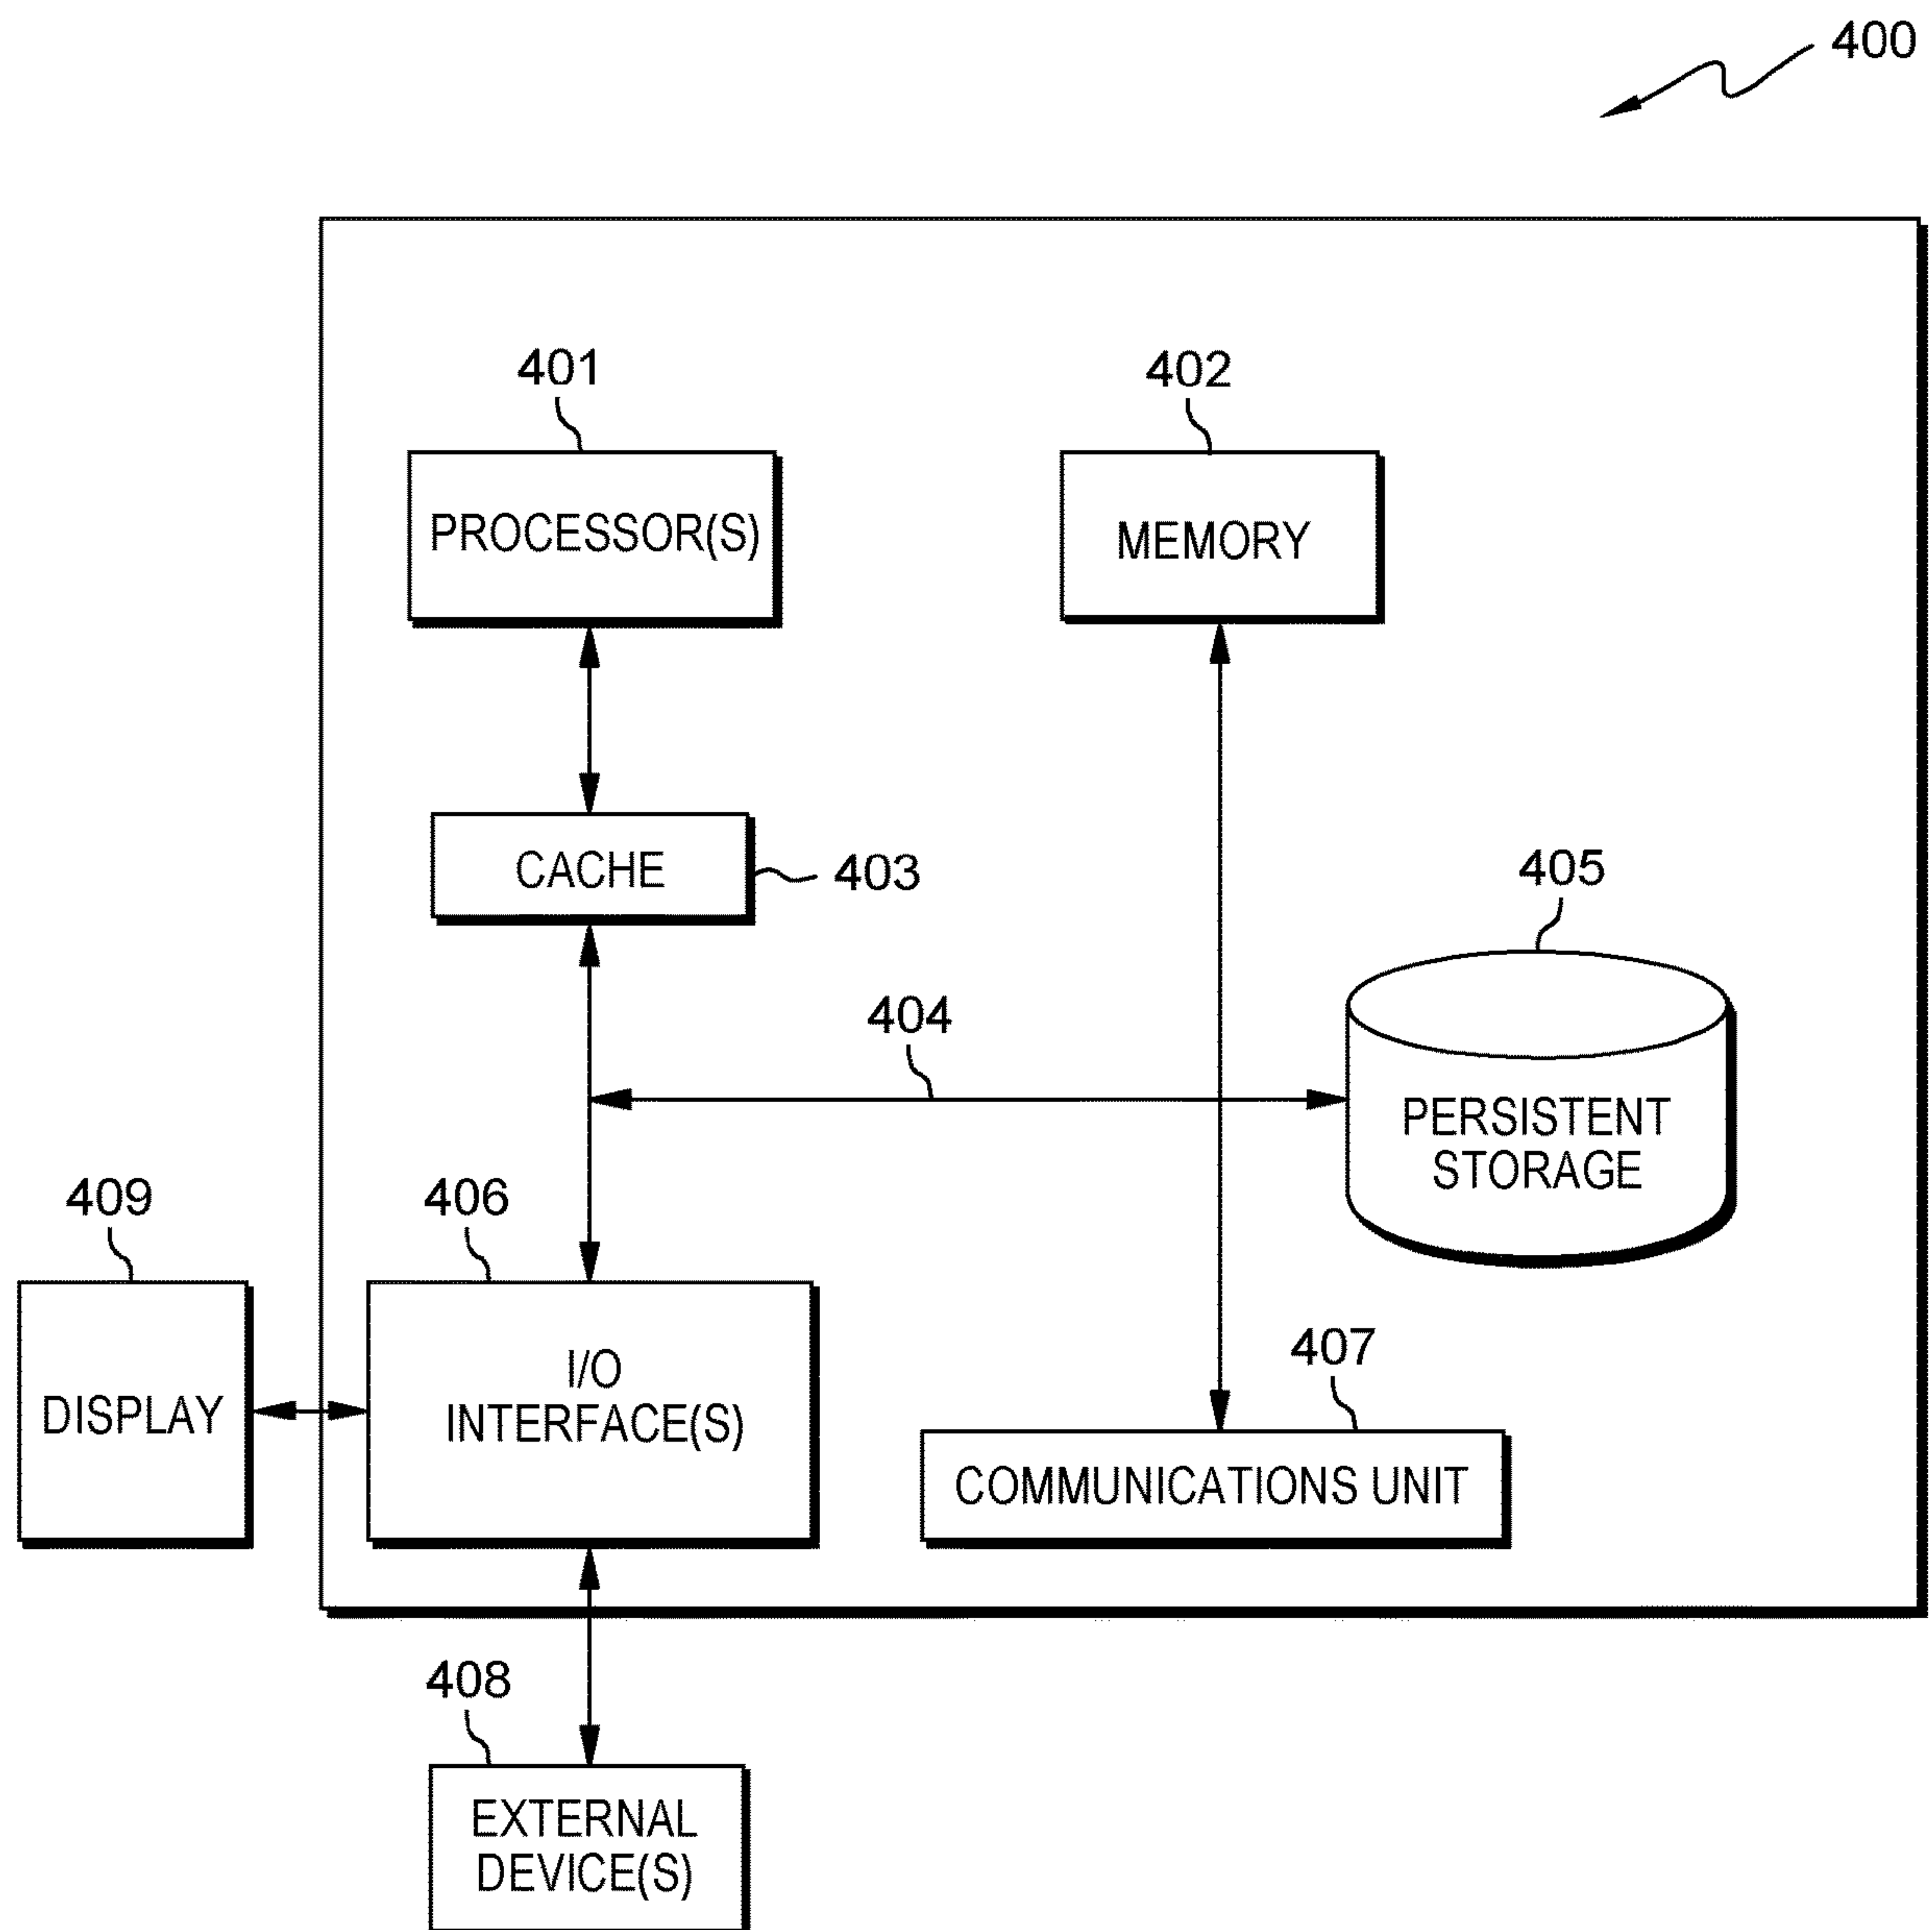 400
401
PROCESSOR(S)
402
MEMORY
CACHE
403
404
405
PERSISTENT
STORAGE
409
DISPLAY
406
I/O
INTERFACE(S)
407
COMMUNICATIONS UNIT
408
EXTERNAL
DEVICE(S)